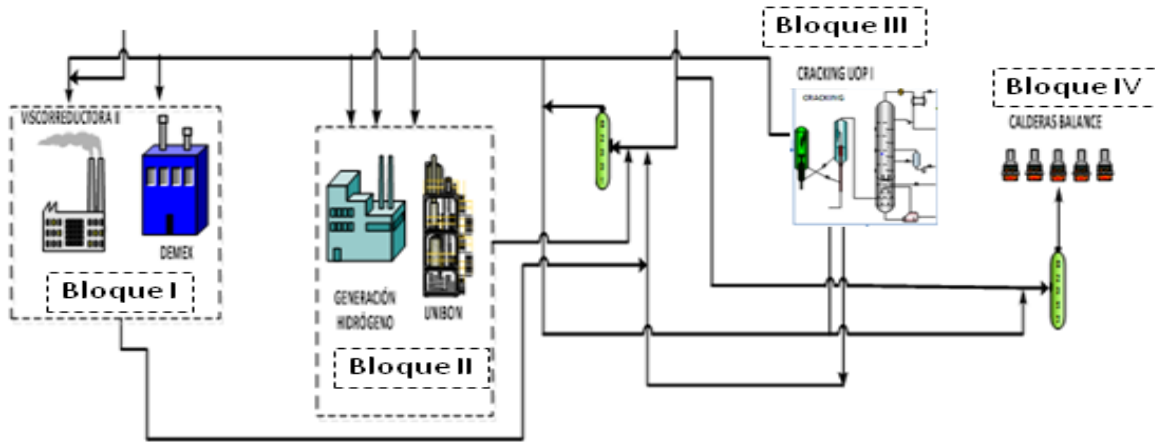 Bloque III
CRACKING UOP I
CRACKING
Bloque IV
CALDERAS BALANCE
VISCORREDUCTORA II
DEMEX
Bloque I
GENERACIÓN
HIDRÓGENO
UNIBON
Bloque II